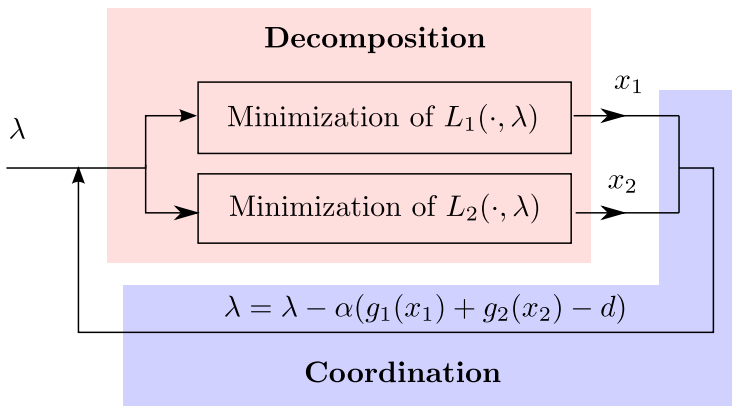 Decomposition
λ
Minimization of L₁(·, λ)
x₁
Minimization of L₂(·, λ)
x₂
λ = λ − α(g₁(x₁) + g₂(x₂) − d)
Coordination